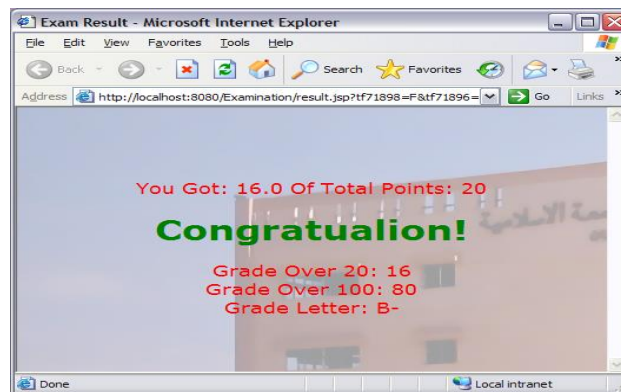 Exam Result - Microsoft Internet Explorer
File Edit View Favorites Tools Help
Back Search Favorites »
Address http://localhost:8080/Examination/result.jsp?tf71898=F&tf71896= Go Links »
You Got: 16.0 Of Total Points: 20
Congratualion!
Grade Over 20: 16
Grade Over 100: 80
Grade Letter: B-
Done Local intranet